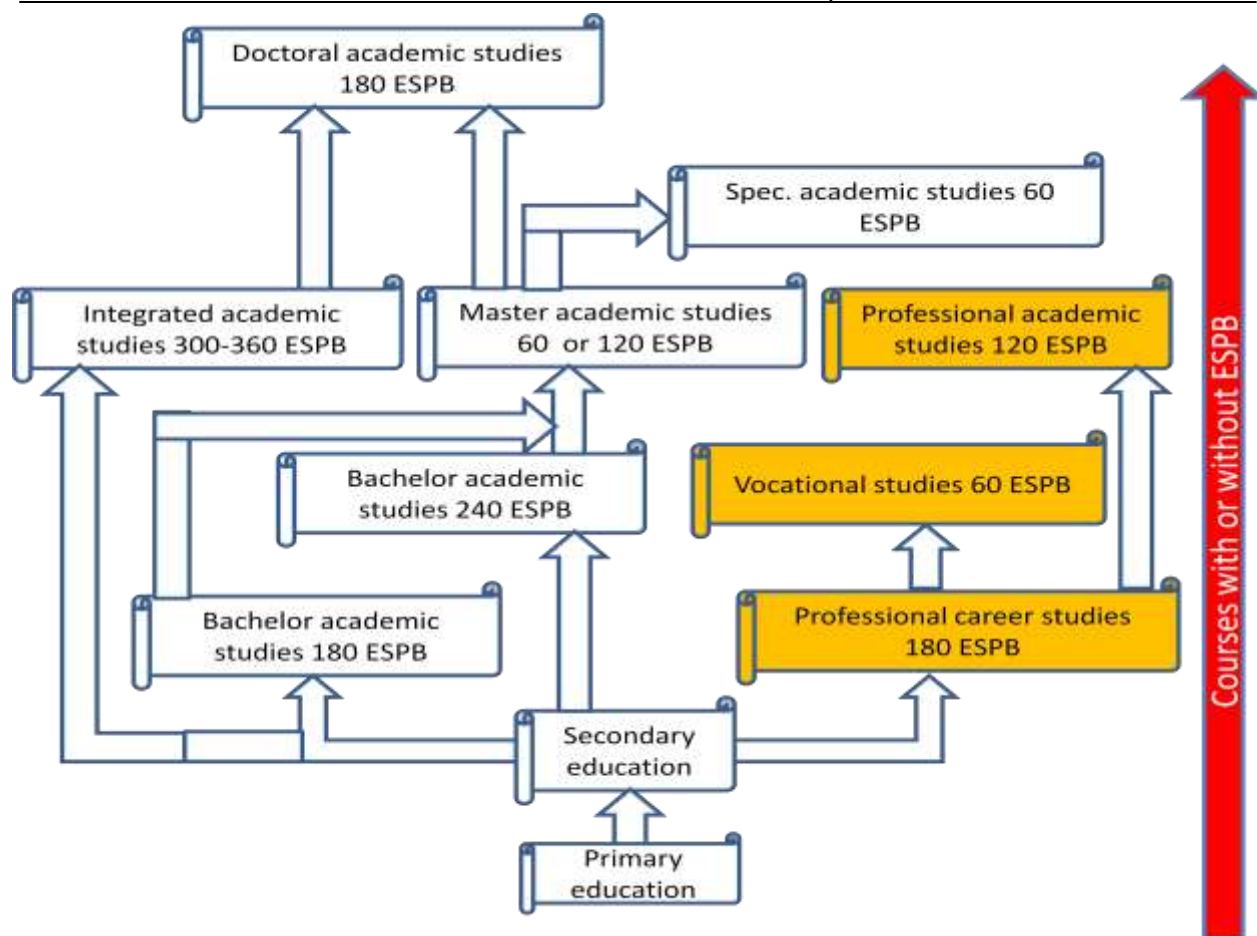 Doctoral academic studies
180 ESPB
Spec. academic studies 60
ESPB
Integrated academic
studies 300-360 ESPB
Master academic studies
60 or 120 ESPB
Professional academic
studies 120 ESPB
Bachelor academic
studies 240 ESPB
Vocational studies 60 ESPB
Bachelor academic
studies 180 ESPB
Professional career studies
180 ESPB
Secondary
education
Primary
education
Courses with or without ESPB